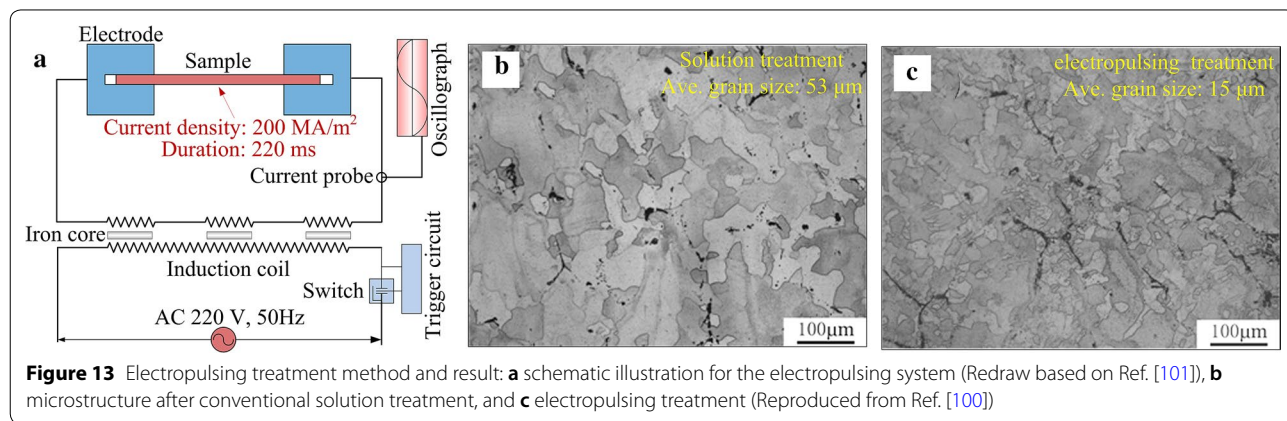 a
Electrode
Sample
Current density: 200 MA/m²
Duration: 220 ms
Current probe
Oscillograph
Iron core
Induction coil
Switch
Trigger circuit
AC 220 V, 50Hz
b
Solution treatment
Ave. grain size: 53 μm
100μm
c
electropulsing treatment
Ave. grain size: 15 μm
100μm
Figure 13 Electropulsing treatment method and result: a schematic illustration for the electropulsing system (Redraw based on Ref. [101]), b
microstructure after conventional solution treatment, and c electropulsing treatment (Reproduced from Ref. [100])